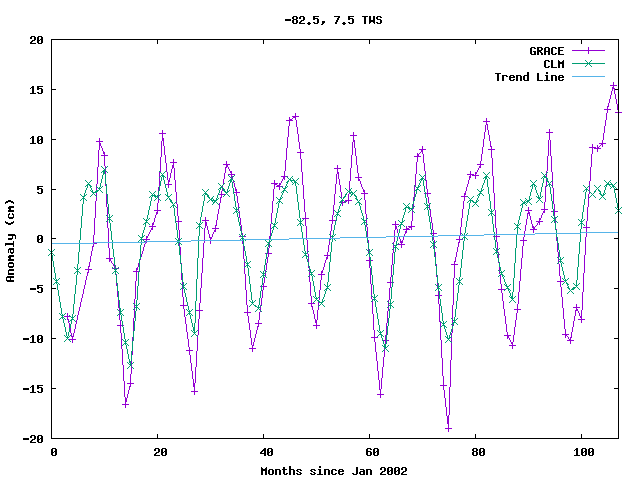 -82.5, 7.5 TWS
GRACE
CLM
Trend Line
Anomaly (cm)
20
15
10
5
0
-5
-10
-15
-20
0 20 40 60 80 100
Months since Jan 2002